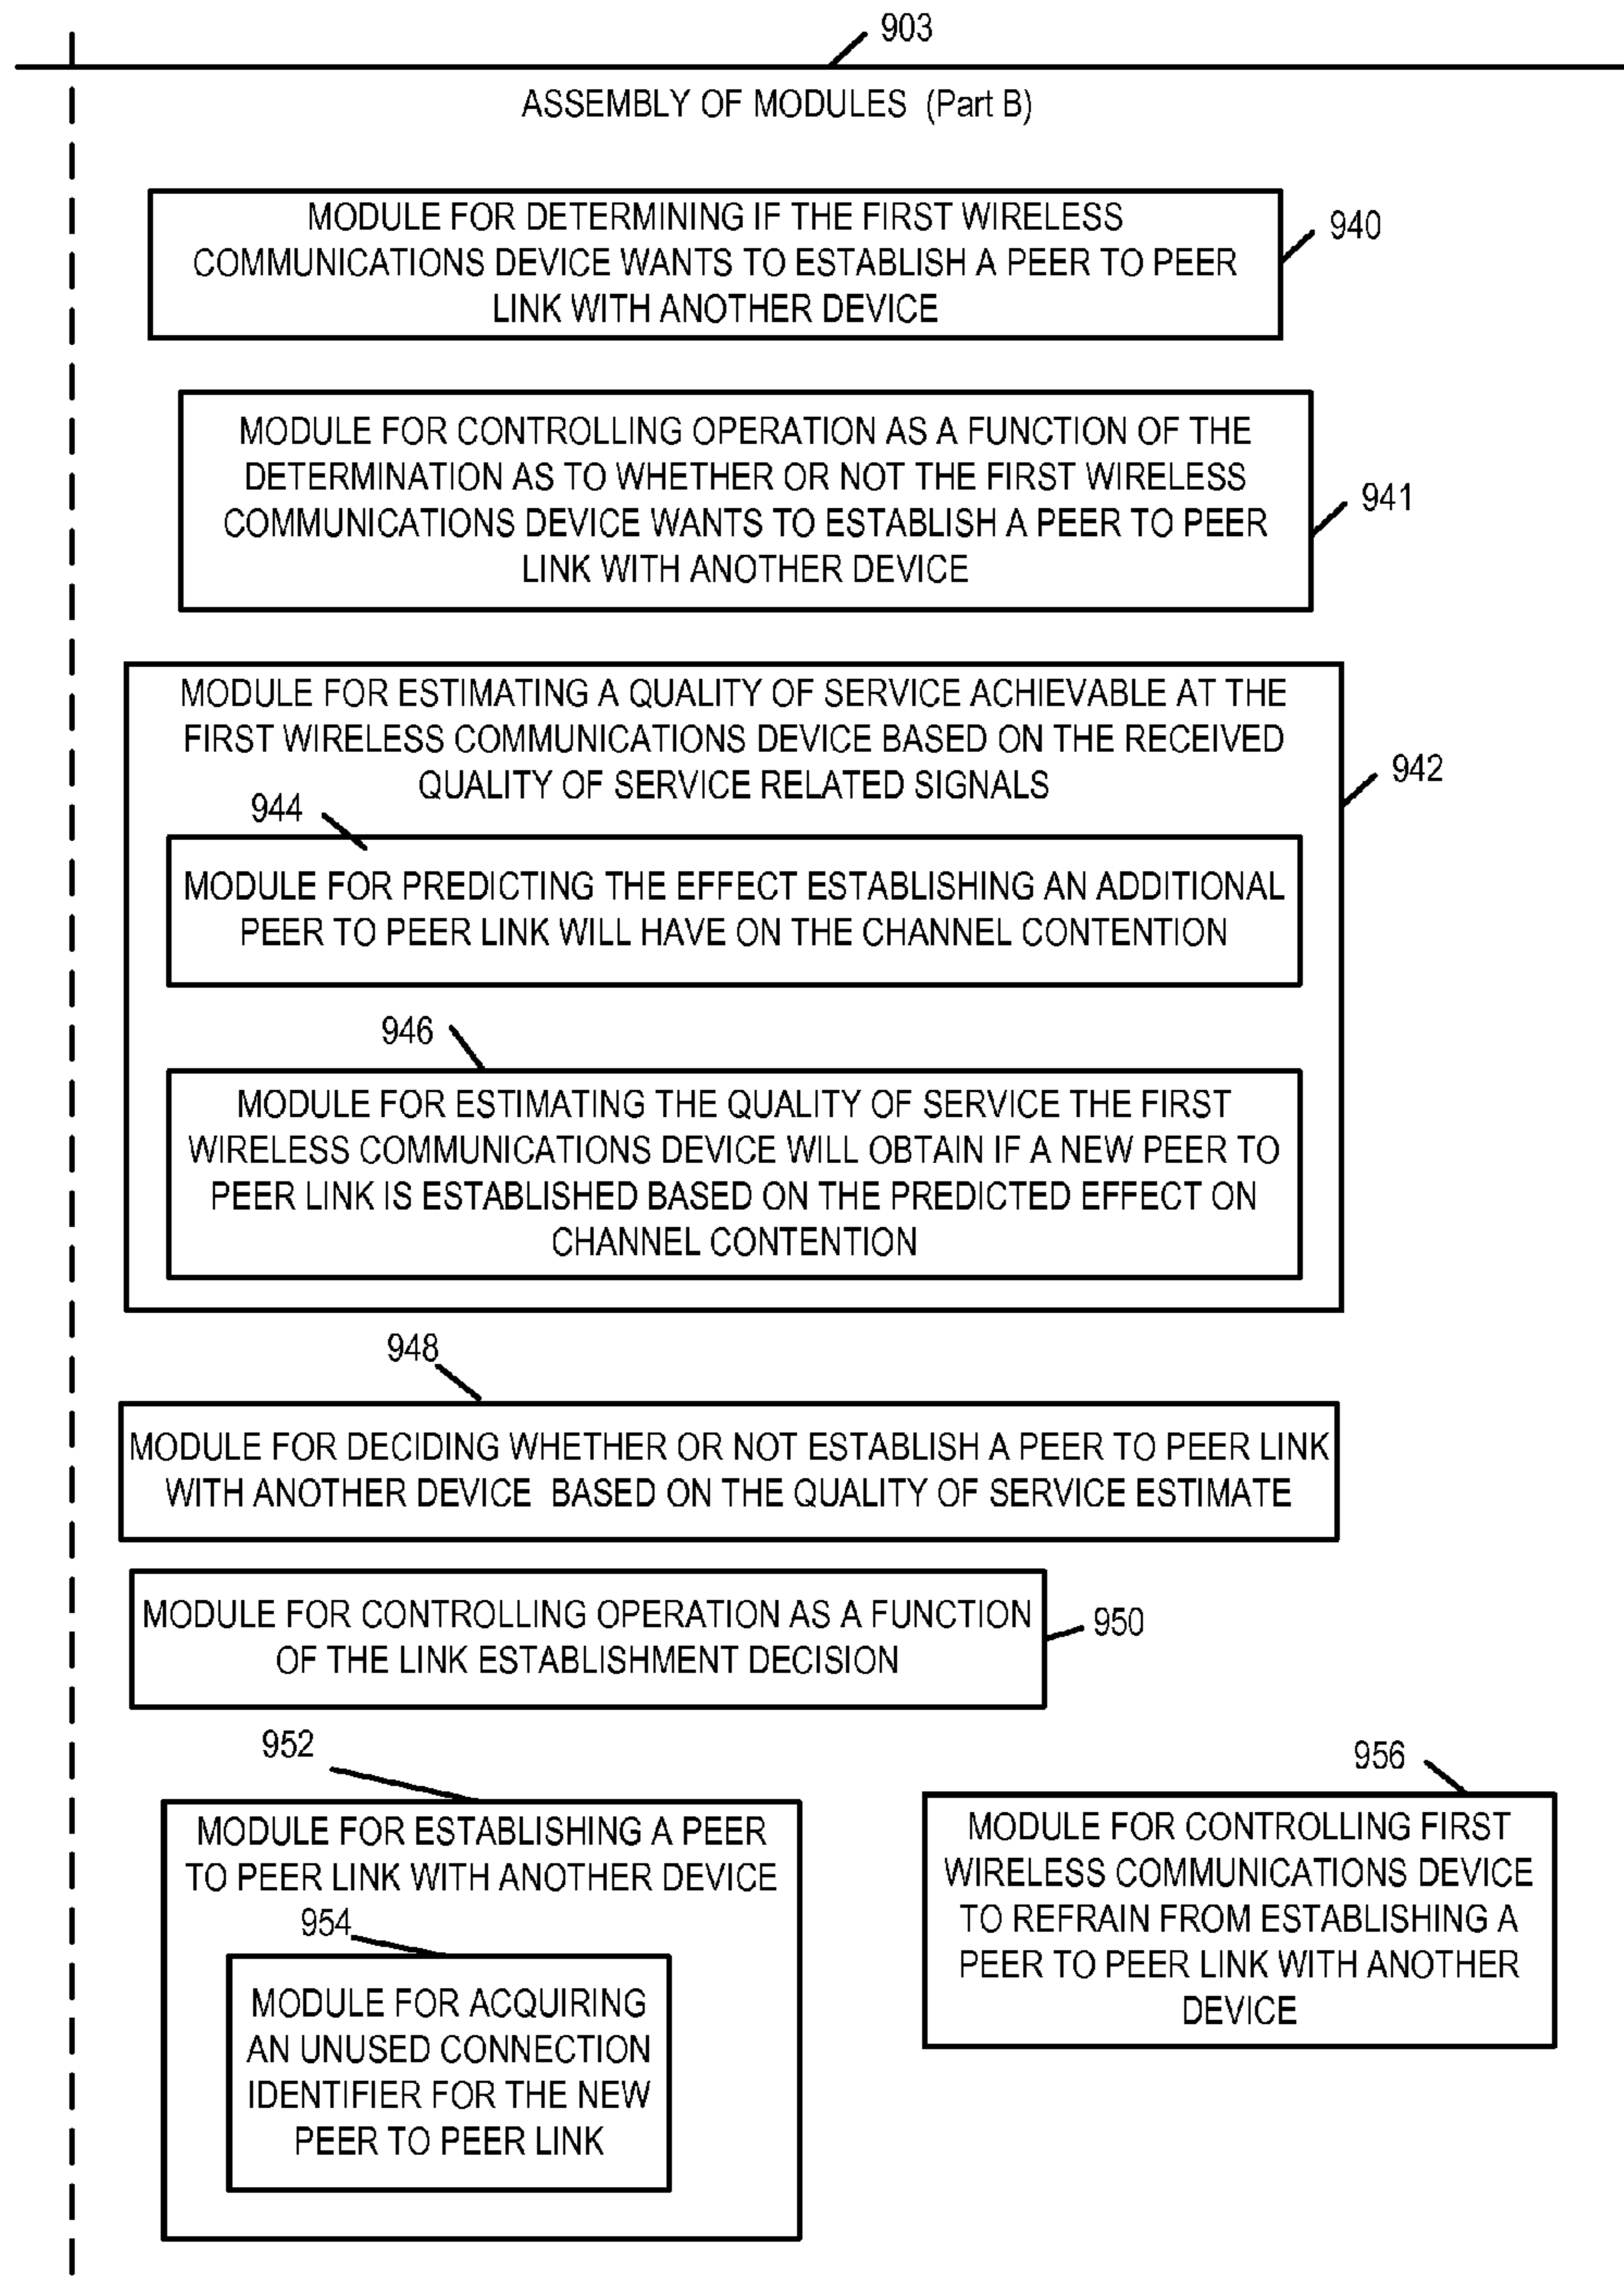 903
ASSEMBLY OF MODULES (Part B)
MODULE FOR DETERMINING IF THE FIRST WIRELESS
COMMUNICATIONS DEVICE WANTS TO ESTABLISH A PEER TO PEER
LINK WITH ANOTHER DEVICE
940
MODULE FOR CONTROLLING OPERATION AS A FUNCTION OF THE
DETERMINATION AS TO WHETHER OR NOT THE FIRST WIRELESS
COMMUNICATIONS DEVICE WANTS TO ESTABLISH A PEER TO PEER
LINK WITH ANOTHER DEVICE
941
MODULE FOR ESTIMATING A QUALITY OF SERVICE ACHIEVABLE AT THE
FIRST WIRELESS COMMUNICATIONS DEVICE BASED ON THE RECEIVED
QUALITY OF SERVICE RELATED SIGNALS
942
944
MODULE FOR PREDICTING THE EFFECT ESTABLISHING AN ADDITIONAL
PEER TO PEER LINK WILL HAVE ON THE CHANNEL CONTENTION
946
MODULE FOR ESTIMATING THE QUALITY OF SERVICE THE FIRST
WIRELESS COMMUNICATIONS DEVICE WILL OBTAIN IF A NEW PEER TO
PEER LINK IS ESTABLISHED BASED ON THE PREDICTED EFFECT ON
CHANNEL CONTENTION
948
MODULE FOR DECIDING WHETHER OR NOT ESTABLISH A PEER TO PEER LINK
WITH ANOTHER DEVICE BASED ON THE QUALITY OF SERVICE ESTIMATE
MODULE FOR CONTROLLING OPERATION AS A FUNCTION
OF THE LINK ESTABLISHMENT DECISION
950
952
MODULE FOR ESTABLISHING A PEER
TO PEER LINK WITH ANOTHER DEVICE
954
MODULE FOR ACQUIRING
AN UNUSED CONNECTION
IDENTIFIER FOR THE NEW
PEER TO PEER LINK
956
MODULE FOR CONTROLLING FIRST
WIRELESS COMMUNICATIONS DEVICE
TO REFRAIN FROM ESTABLISHING A
PEER TO PEER LINK WITH ANOTHER
DEVICE